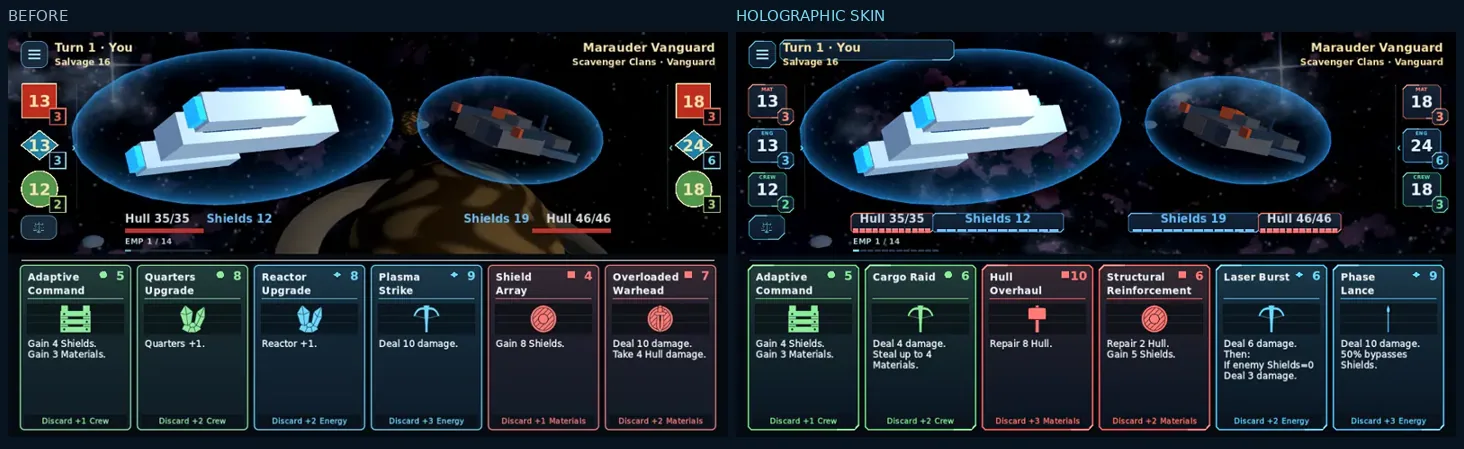 BEFORE
Turn 1 · You
Salvage 16
Marauder Vanguard
Scavenger Clans · Vanguard
13
3
13
3
12
2
18
3
24
6
18
3
Hull 35/35 Shields 12
Shields 19 Hull 46/46
EMP 1 / 14
Adaptive
Command
5
Gain 4 Shields.
Gain 3 Materials.
Discard +1 Crew
Quarters
Upgrade
8
Quarters +1.
Discard +2 Crew
Reactor
Upgrade
8
Reactor +1.
Discard +2 Energy
Plasma
Strike
9
Deal 10 damage.
Discard +3 Energy
Shield
Array
4
Gain 8 Shields.
Discard +1 Materials
Overloaded
Warhead
7
Deal 10 damage.
Take 4 Hull damage.
Discard +2 Materials
HOLOGRAPHIC SKIN
Turn 1 · You
Salvage 16
Marauder Vanguard
Scavenger Clans · Vanguard
MAT
13
3
ENG
13
3
CREW
12
2
MAT
18
3
ENG
24
6
CREW
18
3
Hull 35/35 Shields 12
Shields 19 Hull 46/46
EMP 1 / 14
Adaptive
Command
5
Gain 4 Shields.
Gain 3 Materials.
Discard +1 Crew
Cargo Raid
6
Deal 4 damage.
Steal up to 4
Materials.
Discard +2 Crew
Hull
Overhaul
10
Repair 8 Hull.
Discard +3 Materials
Structural
Reinforcement
6
Repair 2 Hull.
Gain 5 Shields.
Discard +2 Materials
Laser Burst
6
Deal 6 damage.
Then:
If enemy Shields=0
Deal 3 damage.
Discard +2 Energy
Phase
Lance
9
Deal 10 damage.
50% bypasses
Shields.
Discard +3 Energy